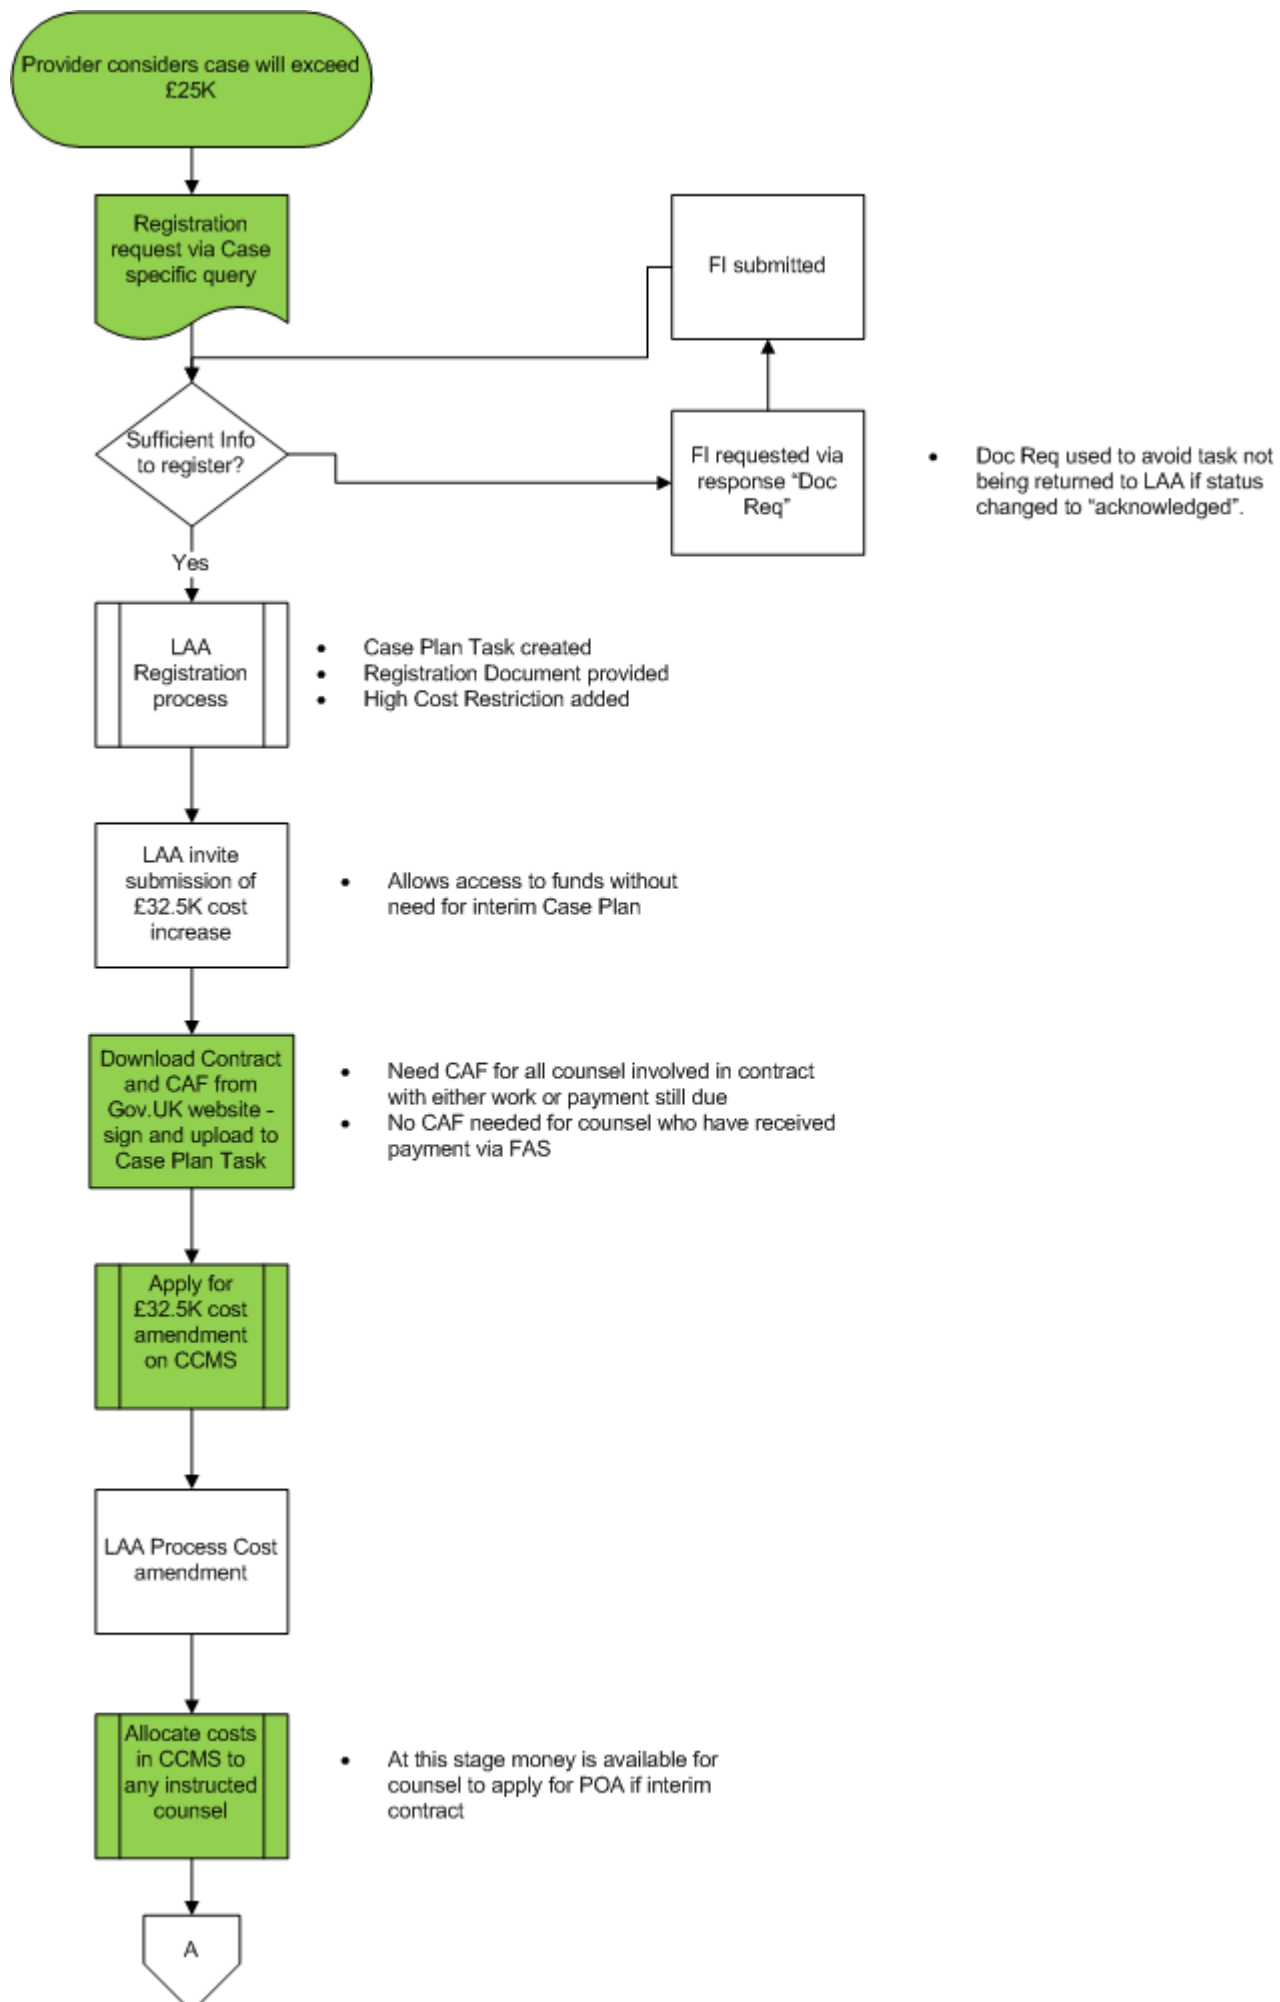 Provider considers case will exceed
£25K
Registration
request via Case
specific query
FI submitted
Sufficient Info
to register?
FI requested via
response “Doc
Req”
• Doc Req used to avoid task not
being returned to LAA if status
changed to “acknowledged”.
Yes
LAA
Registration
process
• Case Plan Task created
• Registration Document provided
• High Cost Restriction added
LAA invite
submission of
£32.5K cost
increase
• Allows access to funds without
need for interim Case Plan
Download Contract
and CAF from
Gov.UK website -
sign and upload to
Case Plan Task
• Need CAF for all counsel involved in contract
with either work or payment still due
• No CAF needed for counsel who have received
payment via FAS
Apply for
£32.5K cost
amendment
on CCMS
LAA Process Cost
amendment
Allocate costs
in CCMS to
any instructed
counsel
• At this stage money is available for
counsel to apply for POA if interim
contract
A